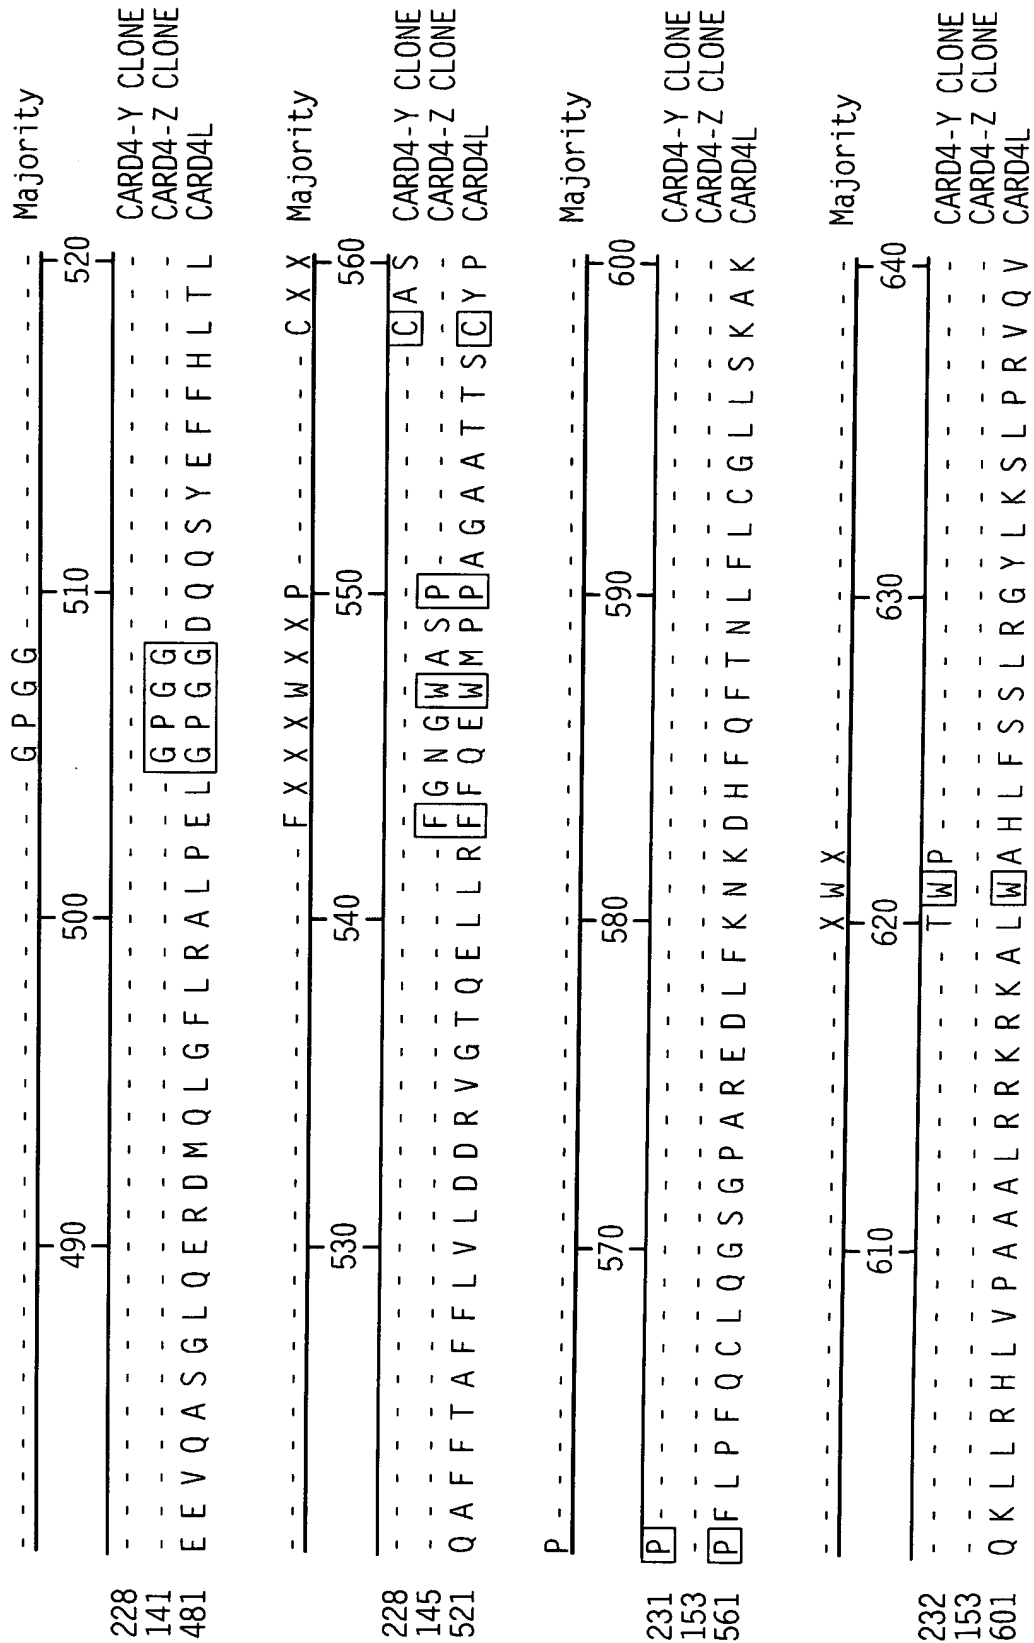 - - - - - - - - - - - - - - - - - - - - - - - - G P G G - - - - - - - - - - - - Majority
490 500 510 520
228 - - - - - - - - - - - - - - - - - - - - - - - - - - - - - - - - - - - - - - - - CARD4-Y CLONE
141 - - - - - - - - - - - - - - - - - - - - - - - - G P G G - - - - - - - - - - - - CARD4-Z CLONE
481 E E V Q A S G L Q E R D M Q L G F L R A L P E L G P G G D Q Q S Y E F F H L T L CARD4L
- - - - - - - - - - - - - - - - - - - - - - F X X X W X X P - - - - - - - C X X Majority
530 540 550 560
228 - - - - - - - - - - - - - - - - - - - - - - - - - - - - - - - - - - - - - C A S CARD4-Y CLONE
145 - - - - - - - - - - - - - - - - - - - - - - F G N G W A S P - - - - - - - - - - CARD4-Z CLONE
521 Q A F F T A F F L V L D D R V G T Q E L L R F F Q E W M P P A G A A T T S C Y P CARD4L
P - - - - - - - - - - - - - - - - - - - - - - - - - - - - - - - - - - - - - - - Majority
570 580 590 600
231 P - - - - - - - - - - - - - - - - - - - - - - - - - - - - - - - - - - - - - - - CARD4-Y CLONE
153 - - - - - - - - - - - - - - - - - - - - - - - - - - - - - - - - - - - - - - - - CARD4-Z CLONE
561 P F L P F Q C L Q G S G P A R E D L F K N K D H F Q F T N L F L C G L L S K A K CARD4L
- - - - - - - - - - - - - - - - - - - X W X - - - - - - - - - - - - - - - - - - Majority
610 620 630 640
232 - - - - - - - - - - - - - - - - - - - T W P - - - - - - - - - - - - - - - - - - CARD4-Y CLONE
153 - - - - - - - - - - - - - - - - - - - - - - - - - - - - - - - - - - - - - - - - CARD4-Z CLONE
601 Q K L L R H L V P A A A L R R K R K A L W A H L F S S L R G Y L K S L P R V Q V CARD4L